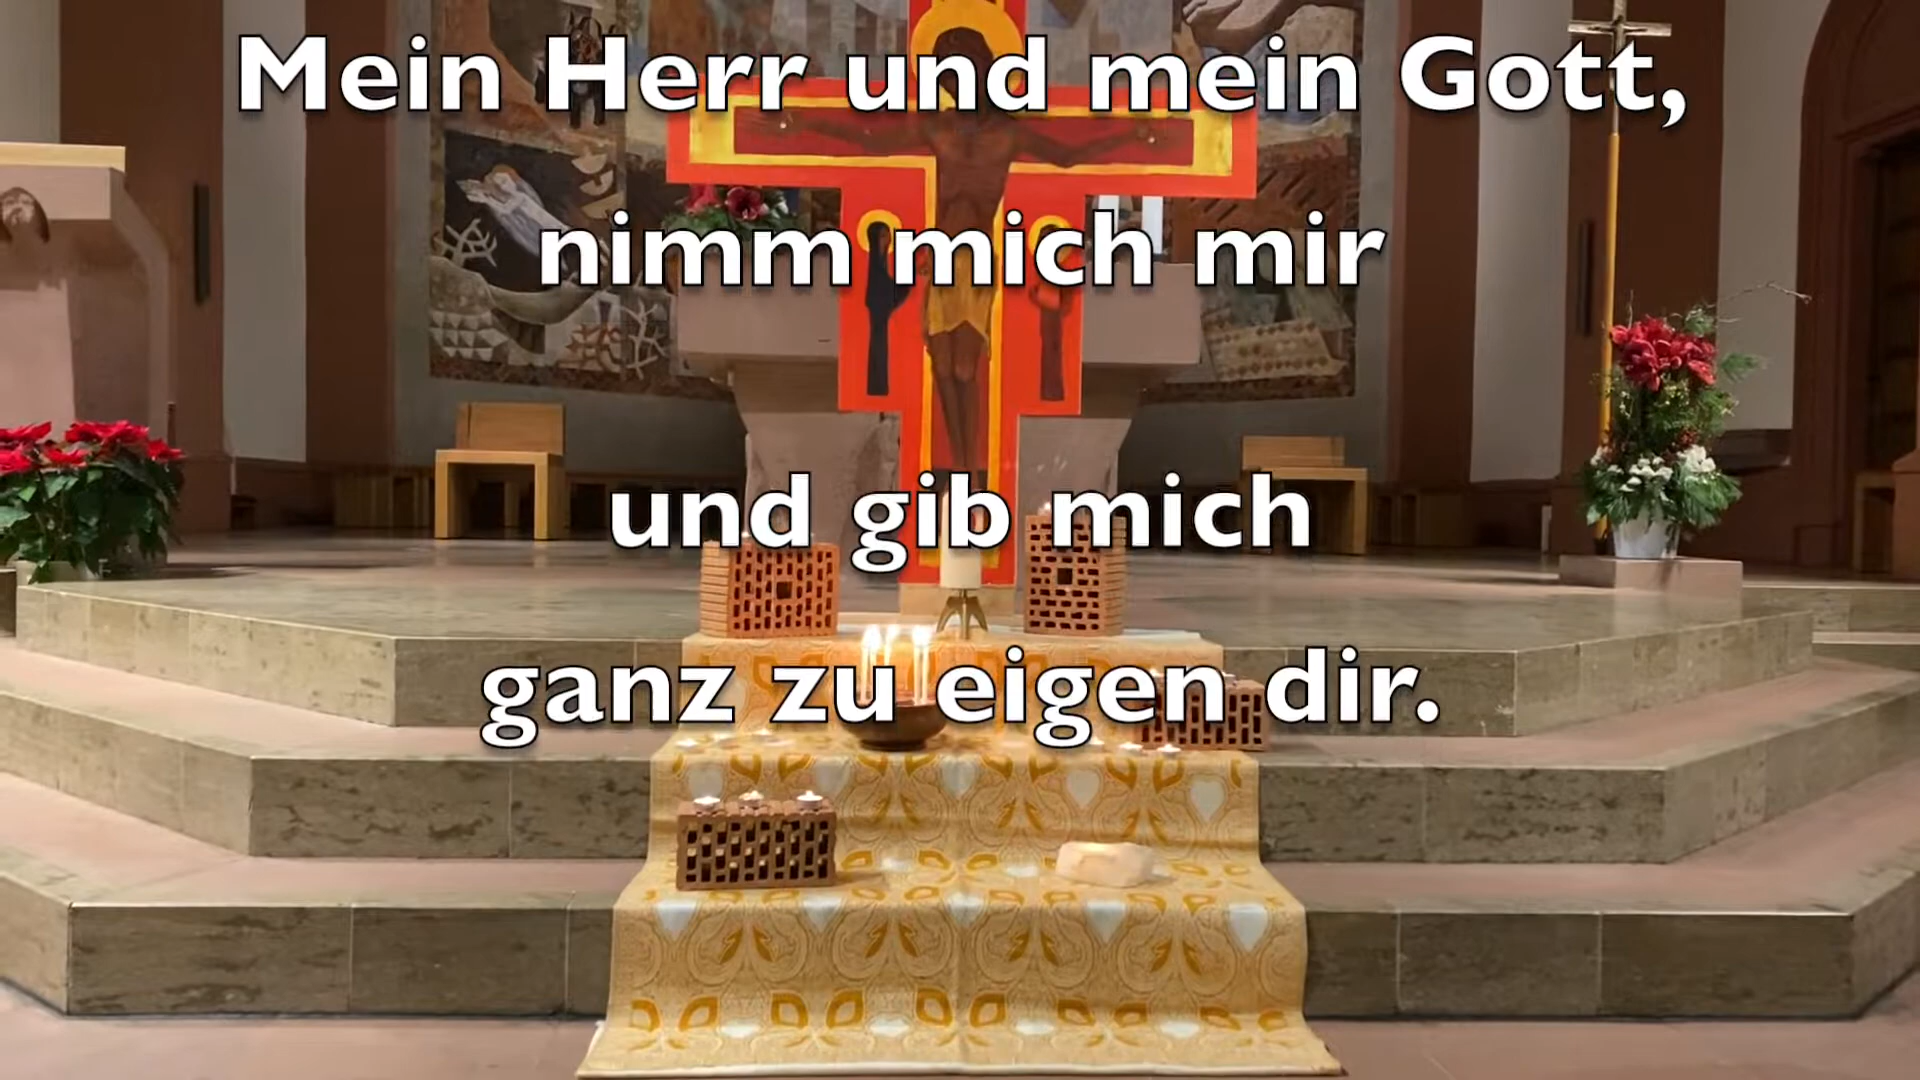 Mein Herr und mein Gott,
nimm mich mir
und gib mich
ganz zu eigen dir.